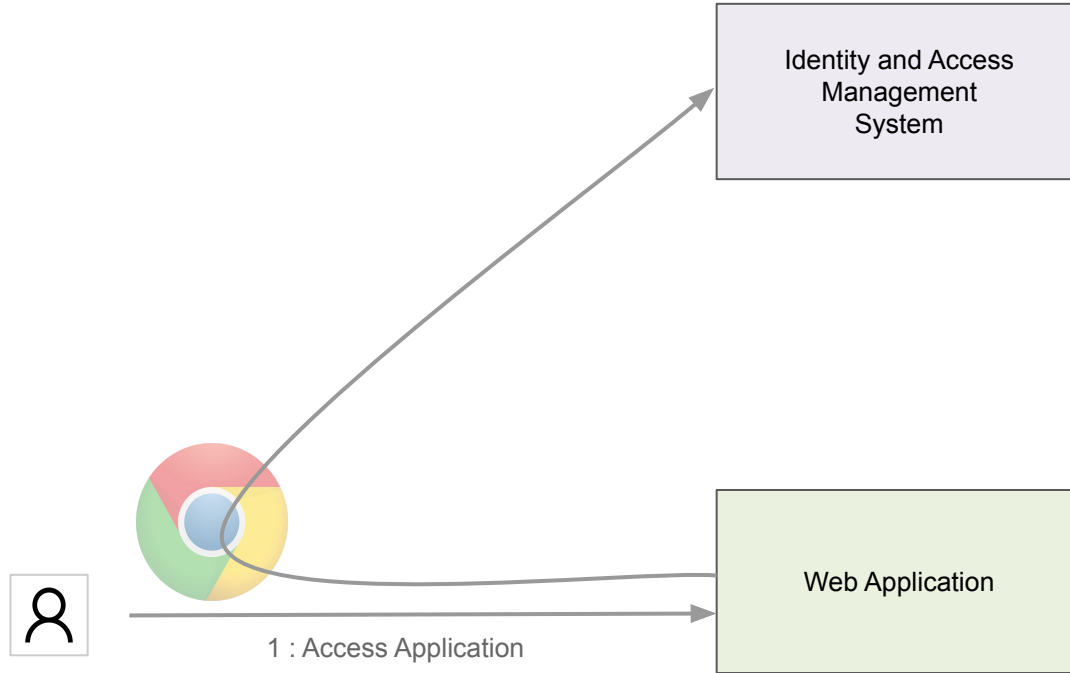 Identity and Access
Management
System
Web Application
1 : Access Application